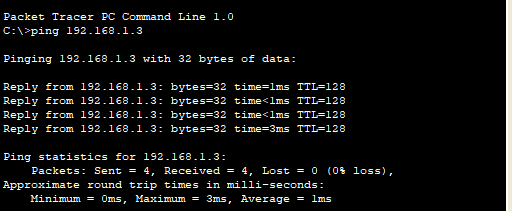 Packet Tracer PC Command Line 1.0
C:\>ping 192.168.1.3
Pinging 192.168.1.3 with 32 bytes of data:
Reply from 192.168.1.3: bytes=32 time=1ms TTL=128
Reply from 192.168.1.3: bytes=32 time<1ms TTL=128
Reply from 192.168.1.3: bytes=32 time<1ms TTL=128
Reply from 192.168.1.3: bytes=32 time=3ms TTL=128
Ping statistics for 192.168.1.3:
Packets: Sent = 4, Received = 4, Lost = 0 (0% loss),
Approximate round trip times in milli-seconds:
Minimum = 0ms, Maximum = 3ms, Average = 1ms